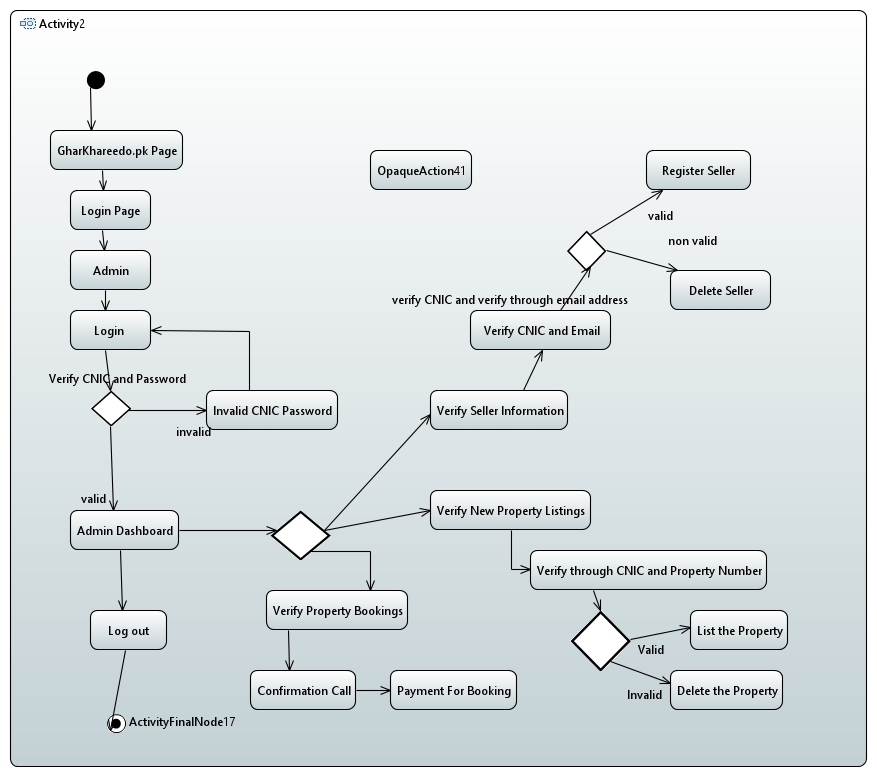 Activity2
GharKhareedo.pk Page
OpaqueAction41
Register Seller
Login Page
valid
non valid
Admin
Delete Seller
verify CNIC and verify through email address
Login
Verify CNIC and Email
Verify CNIC and Password
Invalid CNIC Password
Verify Seller Information
invalid
valid
Verify New Property Listings
Admin Dashboard
Verify through CNIC and Property Number
Verify Property Bookings
Log out
List the Property
Valid
Confirmation Call
Payment For Booking
Delete the Property
Invalid
ActivityFinalNode17